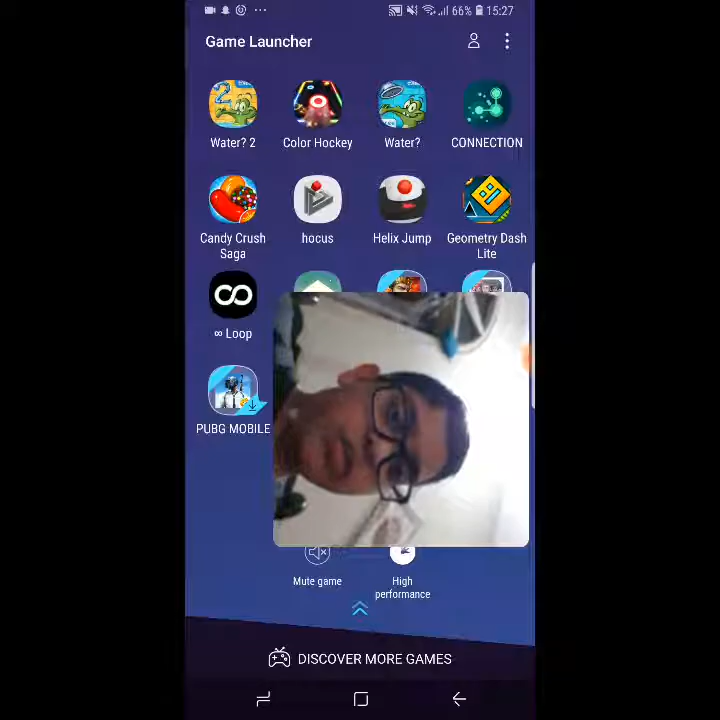 66% 15:27
Game Launcher
Water? 2 Color Hockey Water? CONNECTION
Candy Crush Saga hocus Helix Jump Geometry Dash Lite
∞ Loop
PUBG MOBILE
Mute game High performance
DISCOVER MORE GAMES